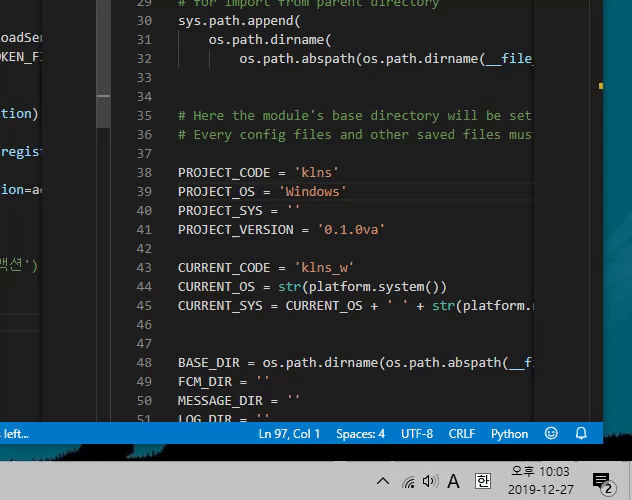 oadSer
OKEN_FI
tion)
regist
ion=ac
백션')
s left...
29 # for import from parent directory
30 sys.path.append(
31 os.path.dirname(
32 os.path.abspath(os.path.dirname(__file_
33
34
35 # Here the module's base directory will be set
36 # Every config files and other saved files mus
37
38 PROJECT_CODE = 'klns'
39 PROJECT_OS = 'Windows'
40 PROJECT_SYS = ''
41 PROJECT_VERSION = '0.1.0va'
42
43 CURRENT_CODE = 'klns_w'
44 CURRENT_OS = str(platform.system())
45 CURRENT_SYS = CURRENT_OS + ' ' + str(platform.r
46
47
48 BASE_DIR = os.path.dirname(os.path.abspath(__fi
49 FCM_DIR = ''
50 MESSAGE_DIR = ''
51 LOG_DIR = ''
Ln 97, Col 1 Spaces: 4 UTF-8 CRLF Python
A 한 오후 10:03
2019-12-27 2